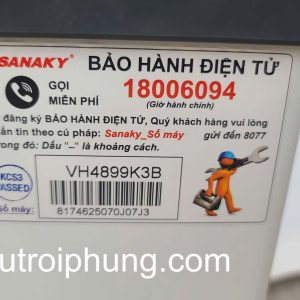 SANAKY
BẢO HÀNH ĐIỆN TỬ
GỌI
MIỄN PHÍ
18006094
(Giờ hành chính)
đăng ký BẢO HÀNH ĐIỆN TỬ, Quý khách hàng vui lòng
ắn tin theo cú pháp: Sanaky_Số máy gửi đến 8077
rong đó: Dấu "_" là khoảng cách.
KCS3
PASSED
VH4899K3B
Số máy:
8174625070J07J3
utroiphung.com